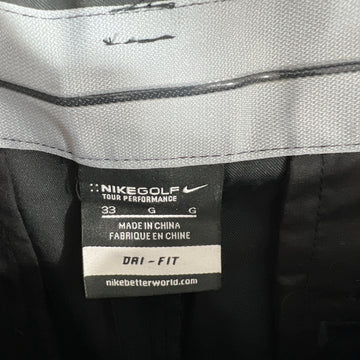 NIKEGOLF
TOUR PERFORMANCE
33 G G
MADE IN CHINA
FABRIQUE EN CHINE
DRI-FIT
nikebetterworld.com